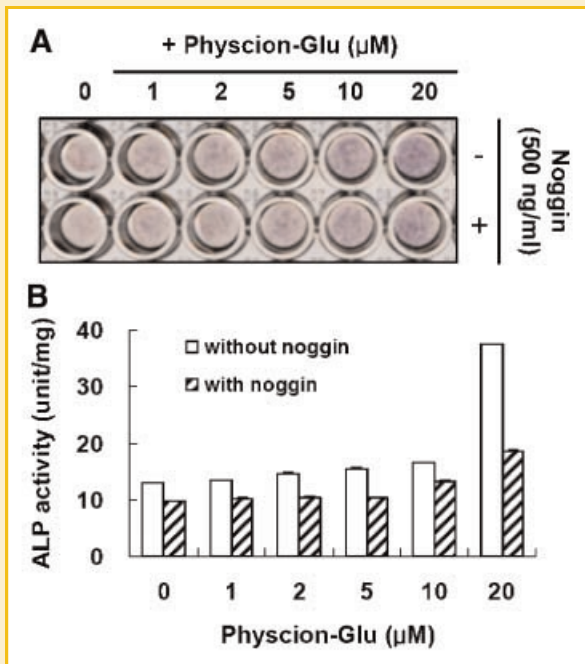 A
+ Physcion-Glu (µM)
0 1 2 5 10 20
-
+
Noggin
(500 ng/ml)
B
ALP activity (unit/mg)
40
30
20
10
0
without noggin
with noggin
0 1 2 5 10 20
Physcion-Glu (µM)